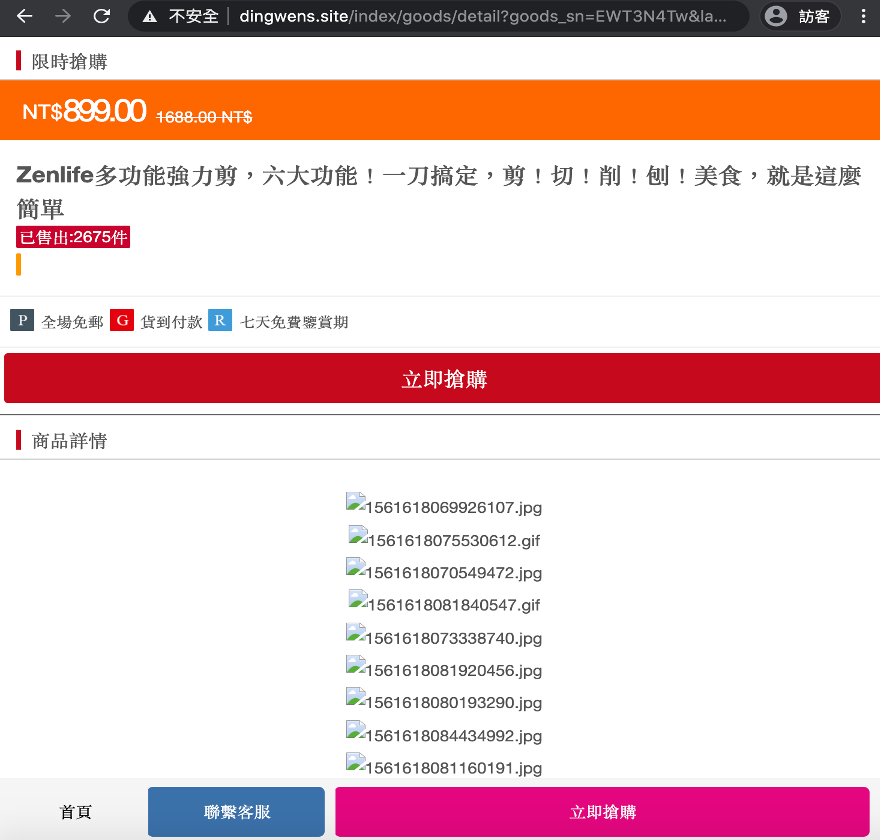 不安全 dingwens.site/index/goods/detail?goods_sn=EWT3N4Tw&la... 訪客
限時搶購
NT$899.00 1688.00 NT$
Zenlife多功能強力剪，六大功能！一刀搞定，剪！切！削！刨！美食，就是這麼
簡單
已售出:2675件
P 全場免郵 G 貨到付款 R 七天免費鑒賞期
立即搶購
商品詳情
1561618069926107.jpg
1561618075530612.gif
1561618070549472.jpg
1561618081840547.gif
1561618073338740.jpg
1561618081920456.jpg
1561618080193290.jpg
1561618084434992.jpg
1561618081160191.jpg
首頁 聯繫客服 立即搶購